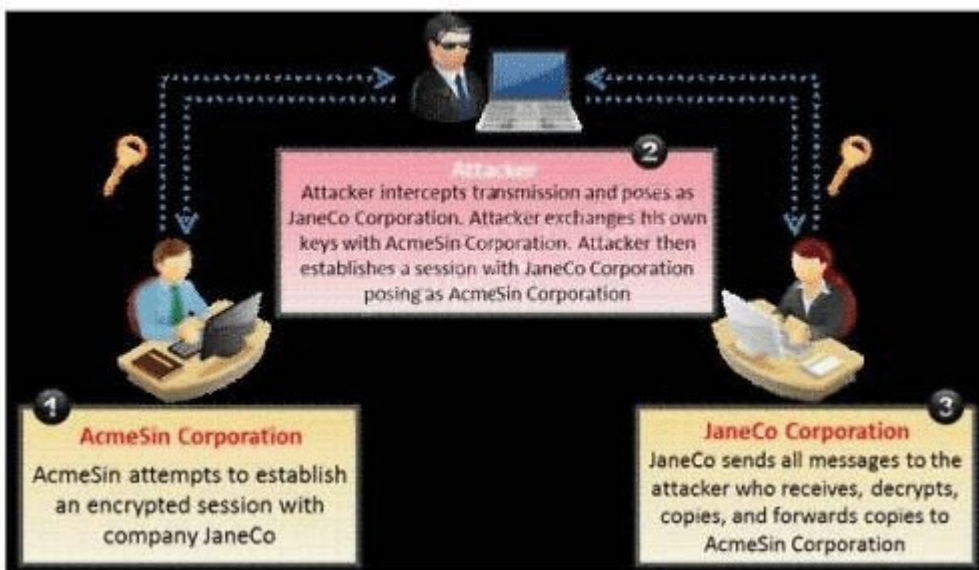 2
Attacker
Attacker intercepts transmission and poses as
JaneCo Corporation. Attacker exchanges his own
keys with AcmeSin Corporation. Attacker then
establishes a session with JaneCo Corporation
posing as AcmeSin Corporation
1
AcmeSin Corporation
AcmeSin attempts to establish
an encrypted session with
company JaneCo
3
JaneCo Corporation
JaneCo sends all messages to the
attacker who receives, decrypts,
copies, and forwards copies to
AcmeSin Corporation